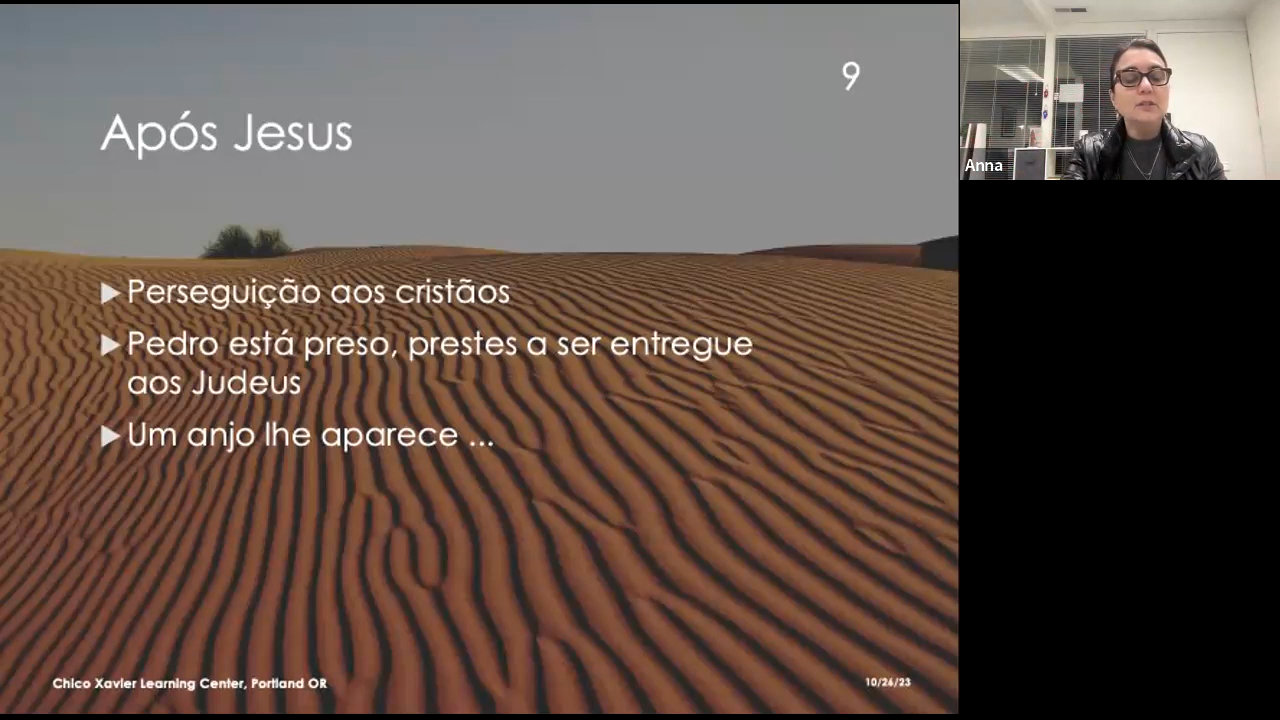 9
Após Jesus
Perseguição aos cristãos
Pedro está preso, prestes a ser entregue
aos Judeus
Um anjo lhe aparece ...
Chico Xavier Learning Center, Portland OR
10/26/23
Anna